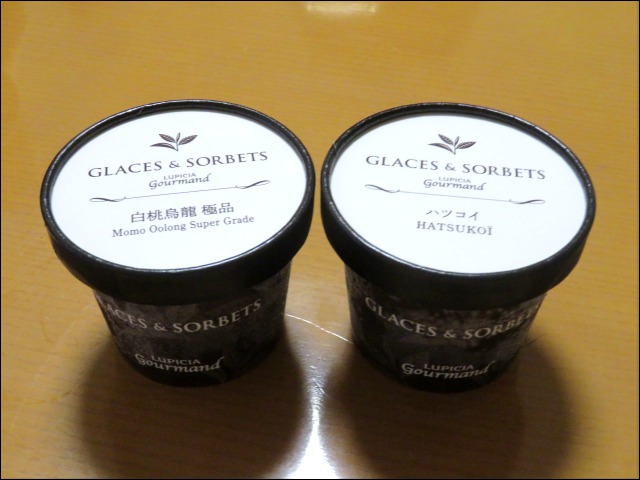 GLACES & SORBETS
LUPICIA
Gourmand
白桃烏龍 極品
Momo Oolong Super Grade
GLACES & SORBETS
LUPICIA
Gourmand
GLACES & SORBETS
LUPICIA
Gourmand
ハツコイ
HATSUKOÏ
GLACES & SORBETS
LUPICIA
Gourmand